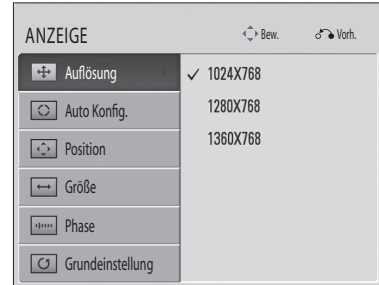 ANZEIGE
Bew. Vorh.
Auflösung
Auto Konfig.
Position
Größe
Phase
Grundeinstellung
1024X768
1280X768
1360X768